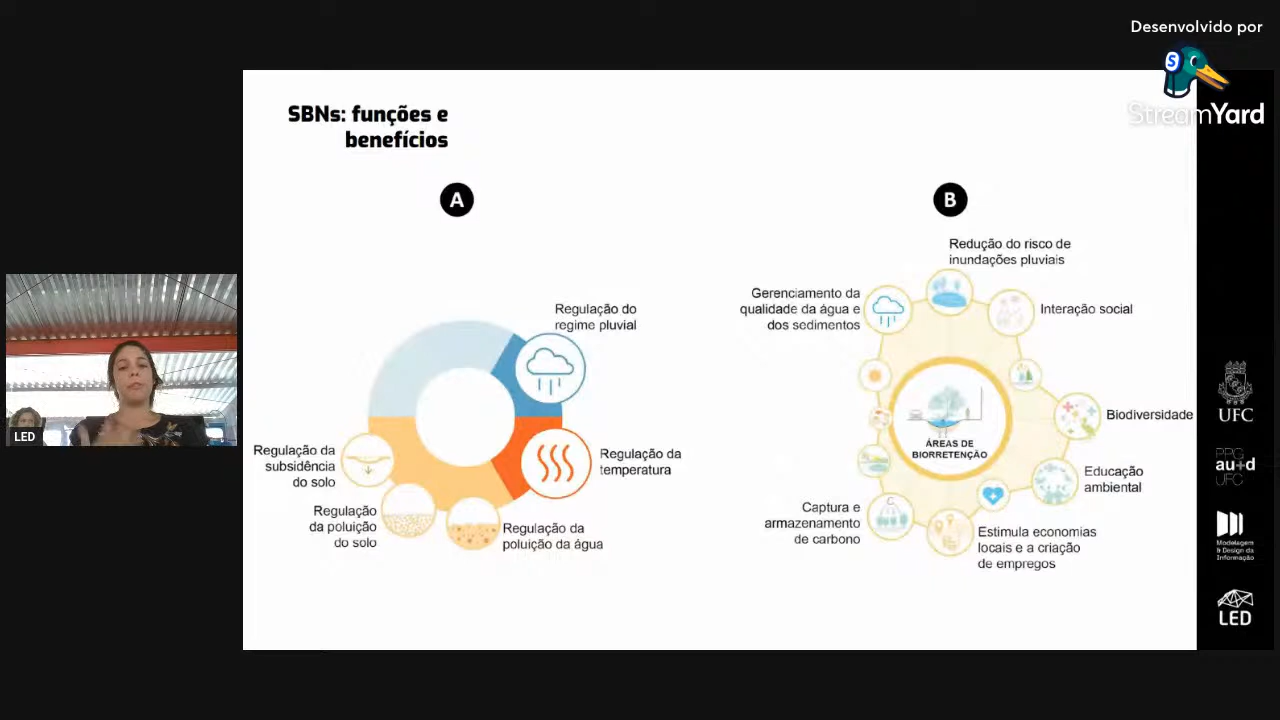 Desenvolvido por
StreamYard
SBNs: funções e
benefícios
A
Regulação do
regime pluvial
Regulação da
temperatura
Regulação da
subsidência
do solo
Regulação
da poluição
do solo
Regulação da
poluição da água
B
Redução do risco de
inundações pluviais
Gerenciamento da
qualidade da água e
dos sedimentos
Interação social
Biodiversidade
ÁREAS DE
BIORRETENÇÃO
Educação
ambiental
Captura e
armazenamento
de carbono
Estimula economias
locais e a criação
de empregos
LED
UFC
PPG
au+d
UFC
Modelagem
& Design da
Informação
LED